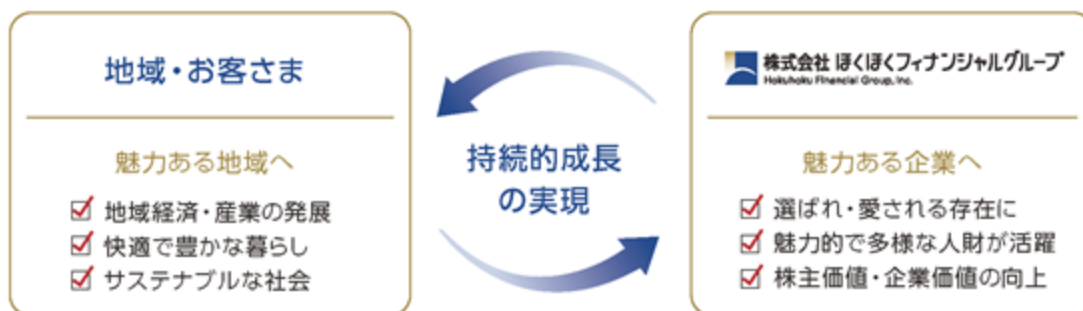 地域・お客さま
魅力ある地域へ
地域経済・産業の発展
快適で豊かな暮らし
サステナブルな社会
持続的成長
の実現
株式会社 ほくほくフィナンシャルグループ
Hokuhoku Financial Group, Inc.
魅力ある企業へ
選ばれ・愛される存在に
魅力的で多様な人財が活躍
株主価値・企業価値の向上